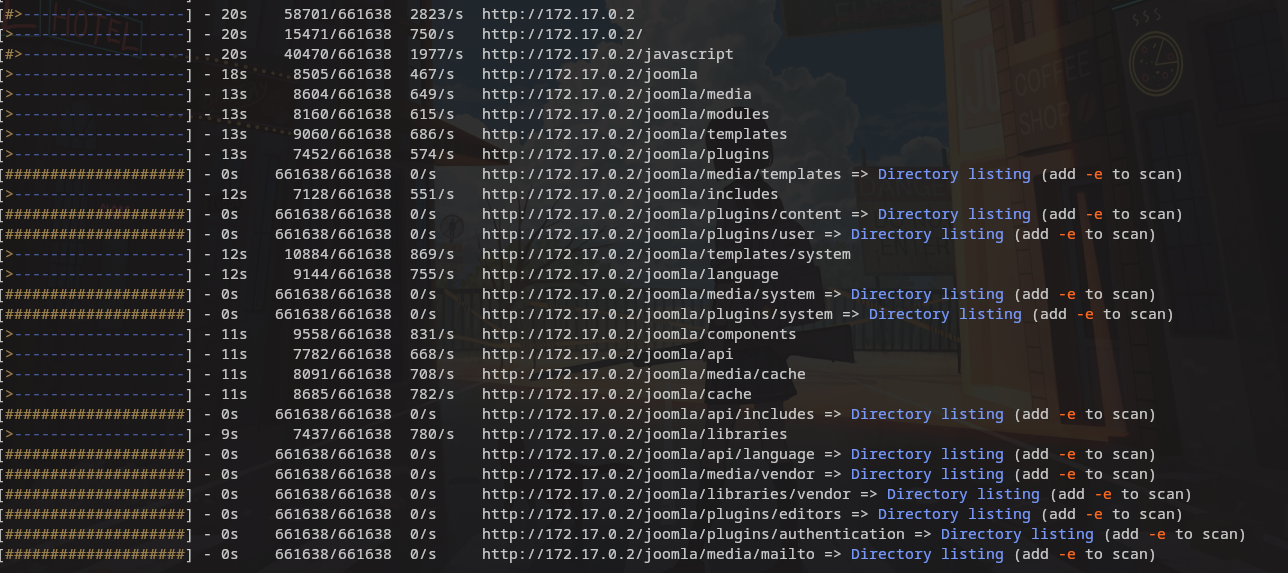 [#>------------------] - 20s    58701/661638  2823/s  http://172.17.0.2
[>-------------------] - 20s    15471/661638  750/s   http://172.17.0.2/
[#>------------------] - 20s    40470/661638  1977/s  http://172.17.0.2/javascript
[>-------------------] - 18s     8505/661638  467/s   http://172.17.0.2/joomla
[>-------------------] - 13s     8604/661638  649/s   http://172.17.0.2/joomla/media
[>-------------------] - 13s     8160/661638  615/s   http://172.17.0.2/joomla/modules
[>-------------------] - 13s     9060/661638  686/s   http://172.17.0.2/joomla/templates
[>-------------------] - 13s     7452/661638  574/s   http://172.17.0.2/joomla/plugins
[####################] - 0s    661638/661638  0/s     http://172.17.0.2/joomla/media/templates => Directory listing (add -e to scan)
[>-------------------] - 12s     7128/661638  551/s   http://172.17.0.2/joomla/includes
[####################] - 0s    661638/661638  0/s     http://172.17.0.2/joomla/plugins/content => Directory listing (add -e to scan)
[####################] - 0s    661638/661638  0/s     http://172.17.0.2/joomla/plugins/user => Directory listing (add -e to scan)
[>-------------------] - 12s    10884/661638  869/s   http://172.17.0.2/joomla/templates/system
[>-------------------] - 12s     9144/661638  755/s   http://172.17.0.2/joomla/language
[####################] - 0s    661638/661638  0/s     http://172.17.0.2/joomla/media/system => Directory listing (add -e to scan)
[####################] - 0s    661638/661638  0/s     http://172.17.0.2/joomla/plugins/system => Directory listing (add -e to scan)
[>-------------------] - 11s     9558/661638  831/s   http://172.17.0.2/joomla/components
[>-------------------] - 11s     7782/661638  668/s   http://172.17.0.2/joomla/api
[>-------------------] - 11s     8091/661638  708/s   http://172.17.0.2/joomla/media/cache
[>-------------------] - 11s     8685/661638  782/s   http://172.17.0.2/joomla/cache
[####################] - 0s    661638/661638  0/s     http://172.17.0.2/joomla/api/includes => Directory listing (add -e to scan)
[>-------------------] - 9s      7437/661638  780/s   http://172.17.0.2/joomla/libraries
[####################] - 0s    661638/661638  0/s     http://172.17.0.2/joomla/api/language => Directory listing (add -e to scan)
[####################] - 0s    661638/661638  0/s     http://172.17.0.2/joomla/media/vendor => Directory listing (add -e to scan)
[####################] - 0s    661638/661638  0/s     http://172.17.0.2/joomla/libraries/vendor => Directory listing (add -e to scan)
[####################] - 0s    661638/661638  0/s     http://172.17.0.2/joomla/plugins/editors => Directory listing (add -e to scan)
[####################] - 0s    661638/661638  0/s     http://172.17.0.2/joomla/plugins/authentication => Directory listing (add -e to scan)
[####################] - 0s    661638/661638  0/s     http://172.17.0.2/joomla/media/mailto => Directory listing (add -e to scan)
HOTEL
COFFEE
SHOP